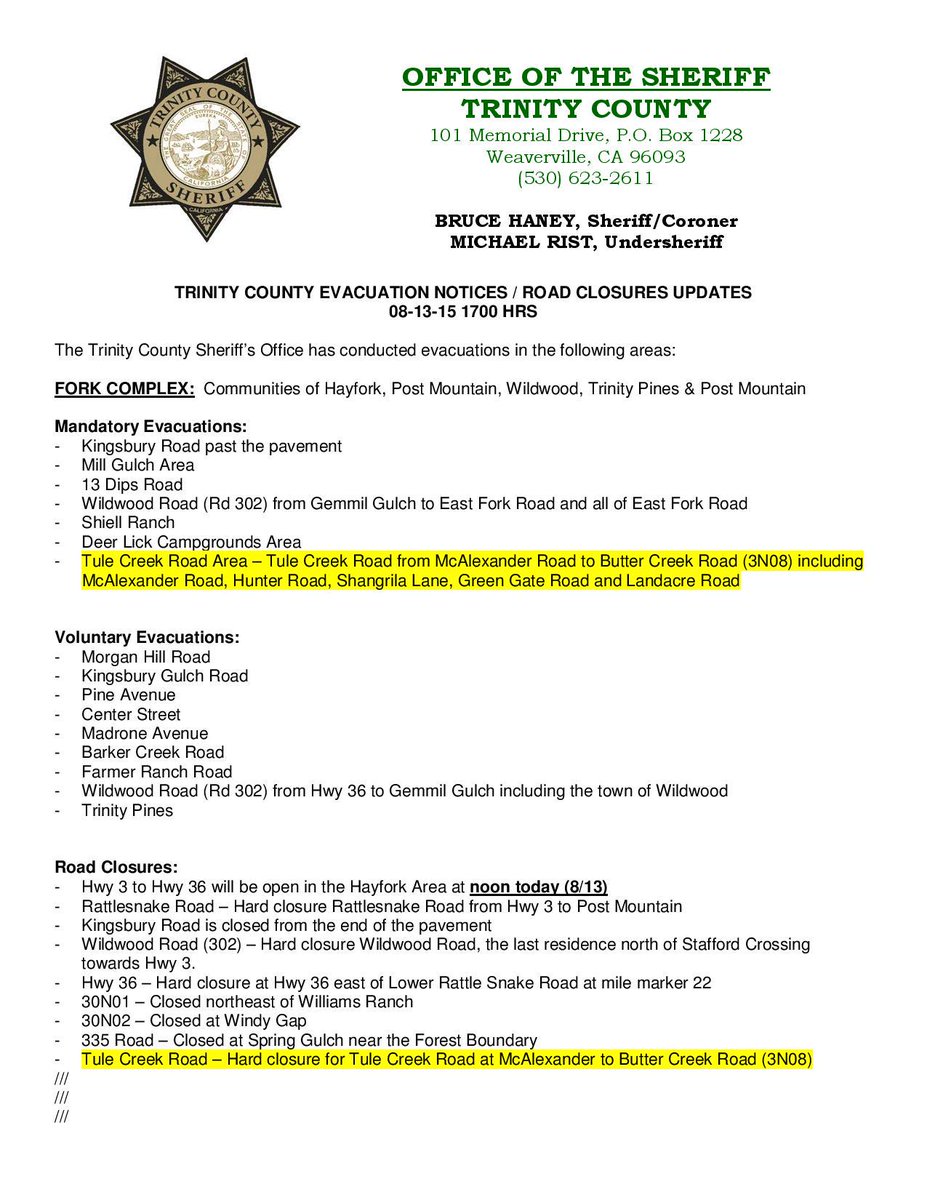 TRINITY COUNTY
THE GREAT SEAL OF THE STATE OF CALIFORNIA
EUREKA
SHERIFF
CALIFORNIA
OFFICE OF THE SHERIFF
TRINITY COUNTY
101 Memorial Drive, P.O. Box 1228
Weaverville, CA 96093
(530) 623-2611
BRUCE HANEY, Sheriff/Coroner
MICHAEL RIST, Undersheriff
TRINITY COUNTY EVACUATION NOTICES / ROAD CLOSURES UPDATES
08-13-15 1700 HRS
The Trinity County Sheriff's Office has conducted evacuations in the following areas:
FORK COMPLEX: Communities of Hayfork, Post Mountain, Wildwood, Trinity Pines & Post Mountain
Mandatory Evacuations:
- Kingsbury Road past the pavement
- Mill Gulch Area
- 13 Dips Road
- Wildwood Road (Rd 302) from Gemmil Gulch to East Fork Road and all of East Fork Road
- Shiell Ranch
- Deer Lick Campgrounds Area
- Tule Creek Road Area – Tule Creek Road from McAlexander Road to Butter Creek Road (3N08) including
McAlexander Road, Hunter Road, Shangrila Lane, Green Gate Road and Landacre Road
Voluntary Evacuations:
- Morgan Hill Road
- Kingsbury Gulch Road
- Pine Avenue
- Center Street
- Madrone Avenue
- Barker Creek Road
- Farmer Ranch Road
- Wildwood Road (Rd 302) from Hwy 36 to Gemmil Gulch including the town of Wildwood
- Trinity Pines
Road Closures:
- Hwy 3 to Hwy 36 will be open in the Hayfork Area at noon today (8/13)
- Rattlesnake Road – Hard closure Rattlesnake Road from Hwy 3 to Post Mountain
- Kingsbury Road is closed from the end of the pavement
- Wildwood Road (302) – Hard closure Wildwood Road, the last residence north of Stafford Crossing
towards Hwy 3.
- Hwy 36 – Hard closure at Hwy 36 east of Lower Rattle Snake Road at mile marker 22
- 30N01 – Closed northeast of Williams Ranch
- 30N02 – Closed at Windy Gap
- 335 Road – Closed at Spring Gulch near the Forest Boundary
- Tule Creek Road – Hard closure for Tule Creek Road at McAlexander to Butter Creek Road (3N08)
///
///
///